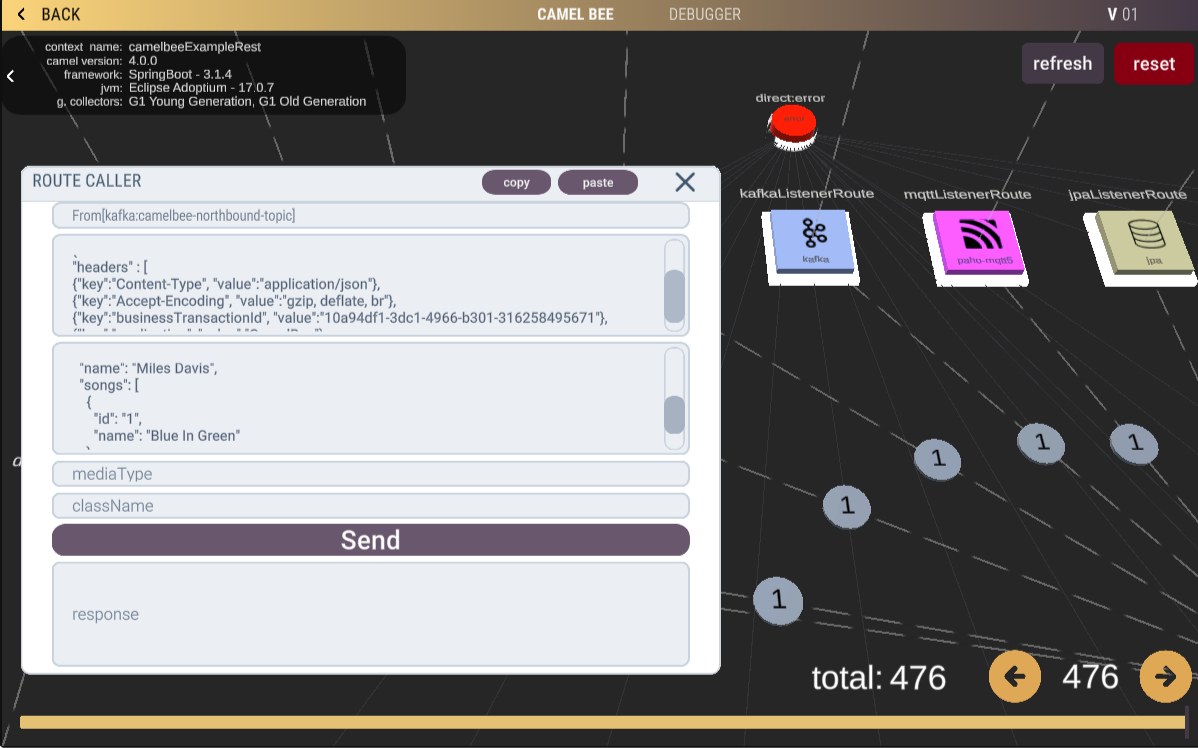 BACK
CAMEL BEE
DEBUGGER
V 01
context name: camelbeeExampleRest
camel version: 4.0.0
framework: SpringBoot - 3.1.4
jvm: Eclipse Adoptium - 17.0.7
g. collectors: G1 Young Generation, G1 Old Generation
refresh
reset
direct:error
ROUTE CALLER
copy
paste
kafkaListenerRoute
mqttListenerRoute
jpaListenerRoute
kafka
paho-mqtt5
jpa
From[kafka:camelbee-northbound-topic]
"headers" : [
{"key":"Content-Type", "value":"application/json"},
{"key":"Accept-Encoding", "value":"gzip, deflate, br"},
{"key":"businessTransactionId", "value":"10a94df1-3dc1-4966-b301-316258495671"},
"name": "Miles Davis",
"songs": [
{
"id": "1",
"name": "Blue In Green"
mediaType
className
Send
response
1
1
1
1
1
total: 476
476